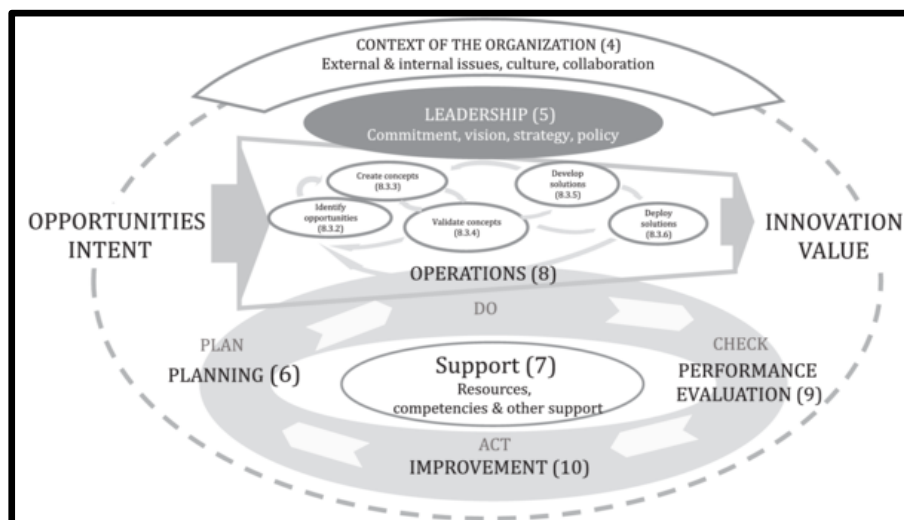 CONTEXT OF THE ORGANIZATION (4)
External & internal issues, culture, collaboration
LEADERSHIP (5)
Commitment, vision, strategy, policy
Create concepts
(8.3.3)
Develop
solutions
(8.3.5)
Identify
opportunities
(8.3.2)
Validate concepts
(8.3.4)
Deploy
solutions
(8.3.6)
OPPORTUNITIES
INTENT
INNOVATION
VALUE
OPERATIONS (8)
DO
PLAN
PLANNING (6)
CHECK
PERFORMANCE
EVALUATION (9)
Support (7)
Resources,
competencies & other support
ACT
IMPROVEMENT (10)